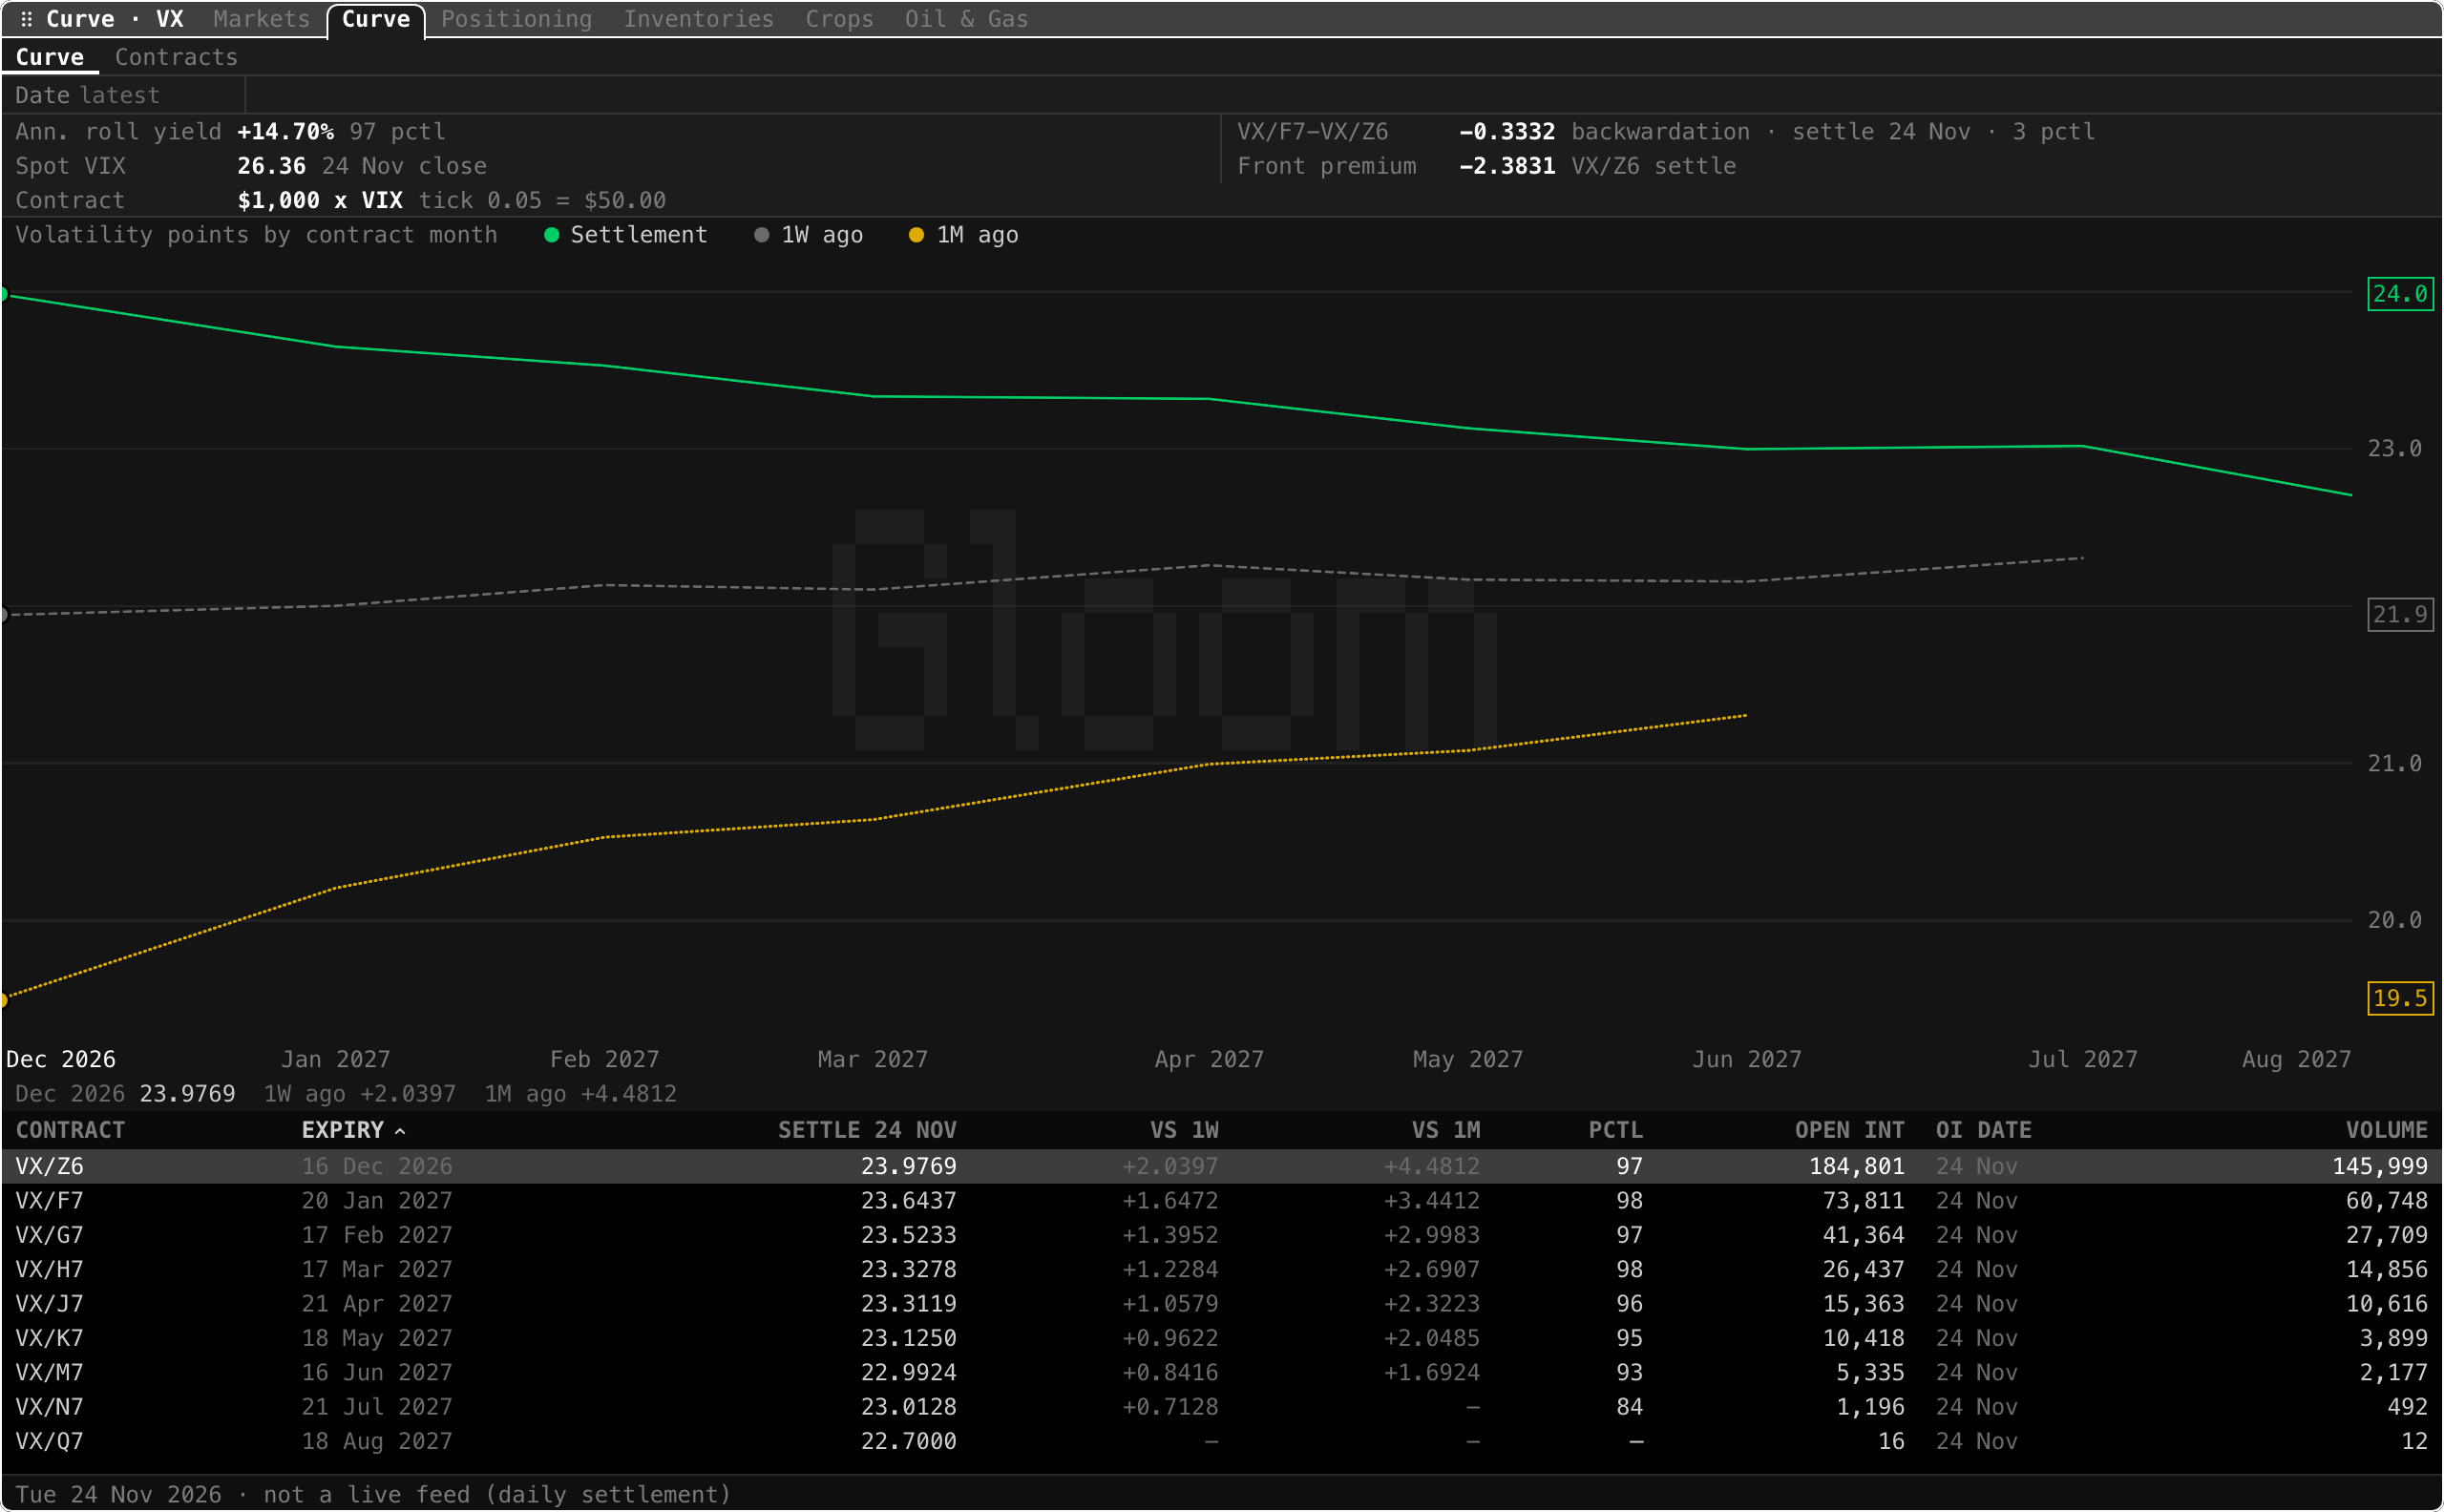 ⠿ Curve · VX Markets Curve Positioning Inventories Crops Oil & Gas
Curve Contracts
Date latest
Ann. roll yield +14.70% 97 pctl VX/F7−VX/Z6 −0.3332 backwardation · settle 24 Nov · 3 pctl
Spot VIX 26.36 24 Nov close Front premium −2.3831 VX/Z6 settle
Contract $1,000 x VIX tick 0.05 = $50.00
Volatility points by contract month Settlement 1W ago 1M ago
24.0
23.0
21.9
21.0
20.0
19.5
Gloom
Dec 2026 Jan 2027 Feb 2027 Mar 2027 Apr 2027 May 2027 Jun 2027 Jul 2027 Aug 2027
Dec 2026 23.9769 1W ago +2.0397 1M ago +4.4812
CONTRACT EXPIRY SETTLE 24 NOV VS 1W VS 1M PCTL OPEN INT OI DATE VOLUME
VX/Z6 16 Dec 2026 23.9769 +2.0397 +4.4812 97 184,801 24 Nov 145,999
VX/F7 20 Jan 2027 23.6437 +1.6472 +3.4412 98 73,811 24 Nov 60,748
VX/G7 17 Feb 2027 23.5233 +1.3952 +2.9983 97 41,364 24 Nov 27,709
VX/H7 17 Mar 2027 23.3278 +1.2284 +2.6907 98 26,437 24 Nov 14,856
VX/J7 21 Apr 2027 23.3119 +1.0579 +2.3223 96 15,363 24 Nov 10,616
VX/K7 18 May 2027 23.1250 +0.9622 +2.0485 95 10,418 24 Nov 3,899
VX/M7 16 Jun 2027 22.9924 +0.8416 +1.6924 93 5,335 24 Nov 2,177
VX/N7 21 Jul 2027 23.0128 +0.7128 — 84 1,196 24 Nov 492
VX/Q7 18 Aug 2027 22.7000 — — — 16 24 Nov 12
Tue 24 Nov 2026 · not a live feed (daily settlement)